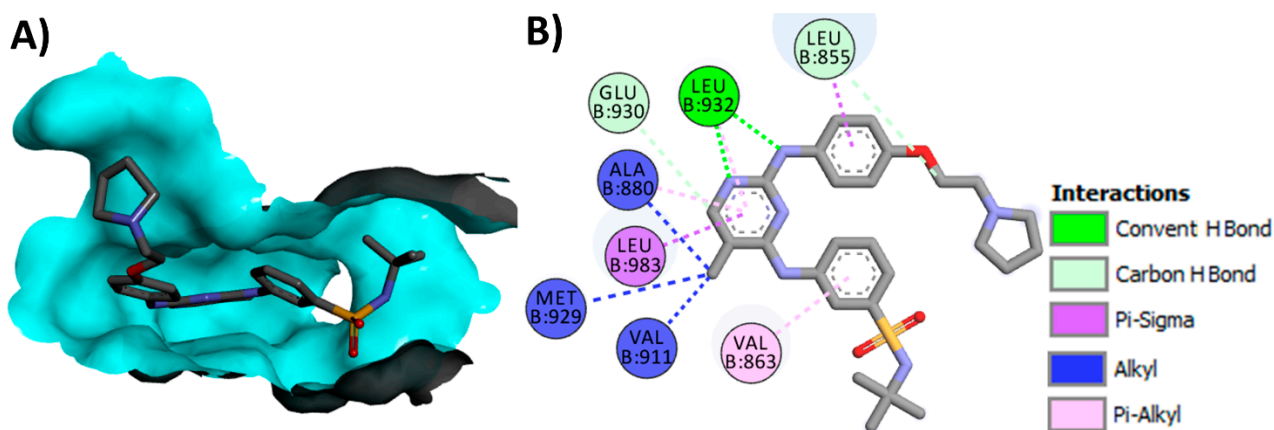 A)
B)
LEU
B:855
GLU
B:930
LEU
B:932
ALA
B:880
LEU
B:983
MET
B:929
VAL
B:911
VAL
B:863
Interactions
Convent H Bond
Carbon H Bond
Pi-Sigma
Alkyl
Pi-Alkyl